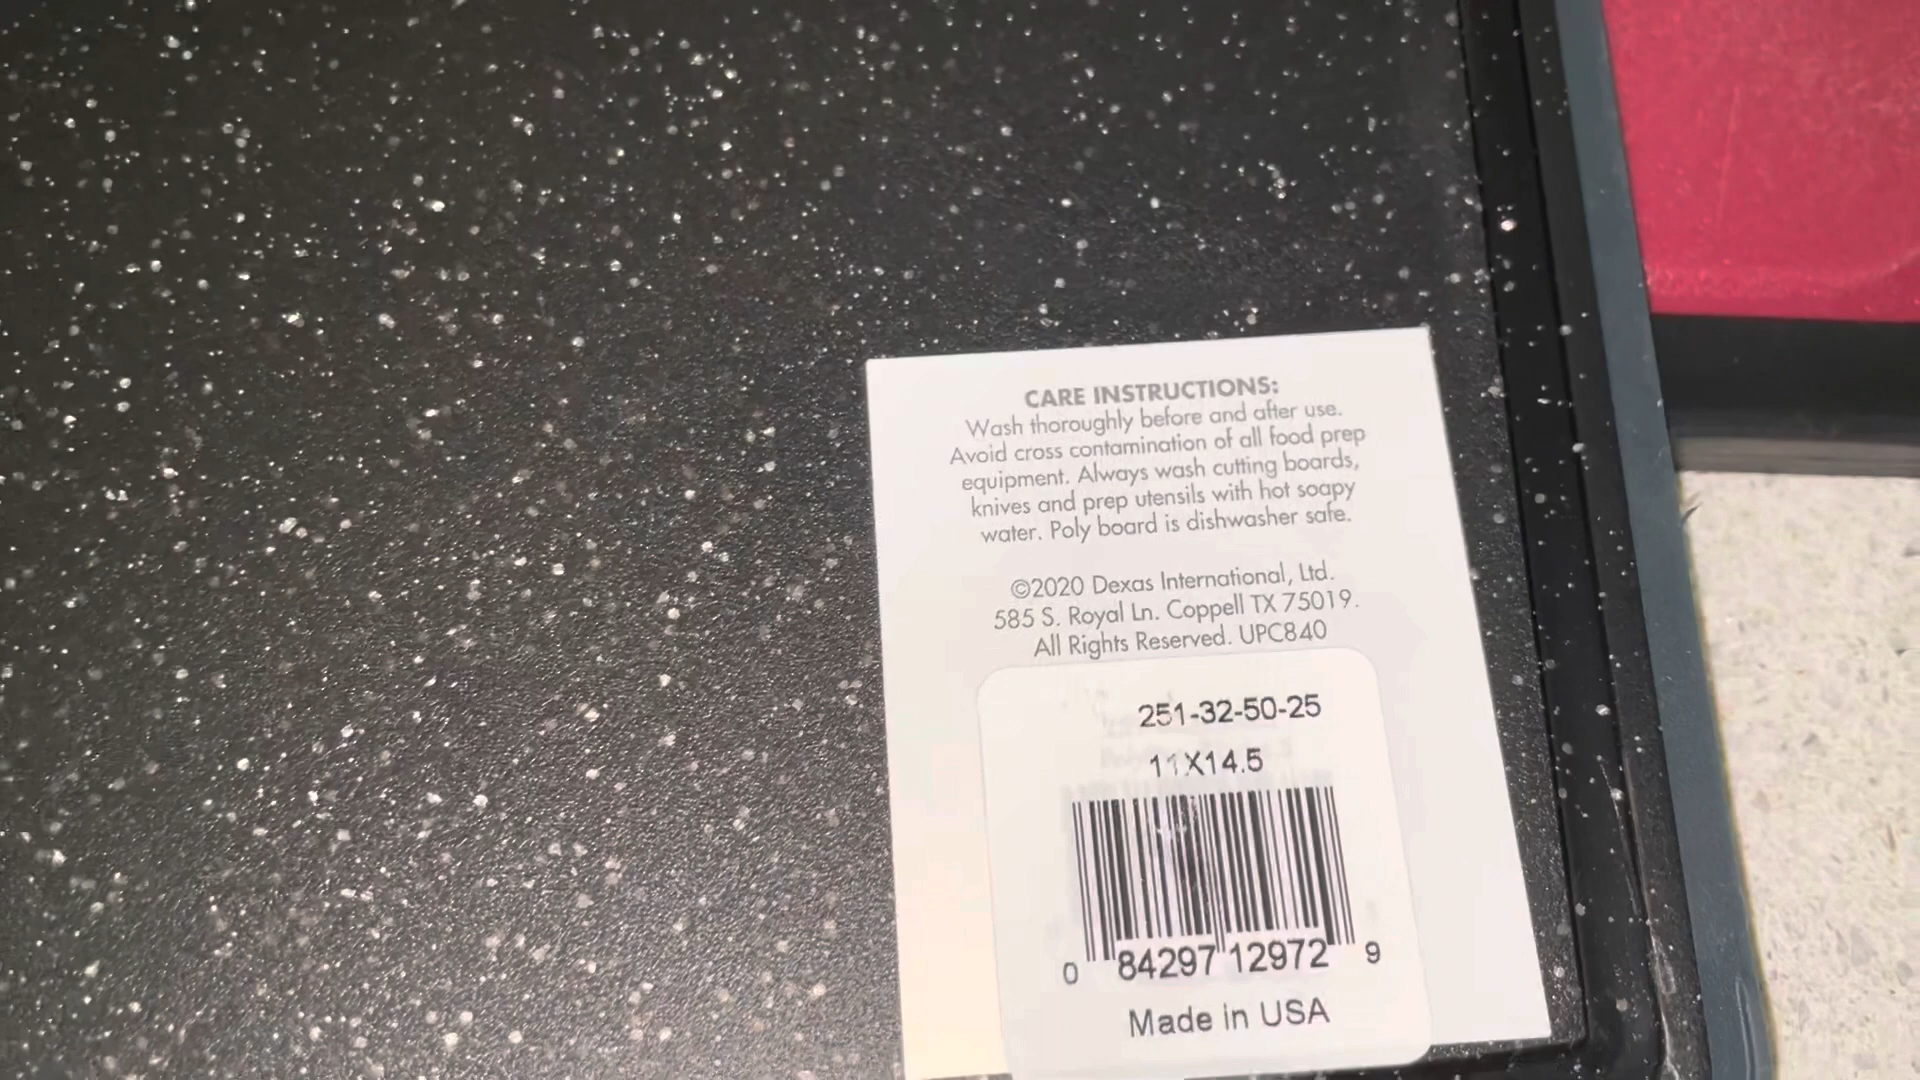 CARE INSTRUCTIONS:
Wash thoroughly before and after use.
Avoid cross contamination of all food prep
equipment. Always wash cutting boards,
knives and prep utensils with hot soapy
water. Poly board is dishwasher safe.
©2020 Dexas International, Ltd.
585 S. Royal Ln. Coppell TX 75019.
All Rights Reserved. UPC840
251-32-50-25
11X14.5
0 84297 12972 9
Made in USA